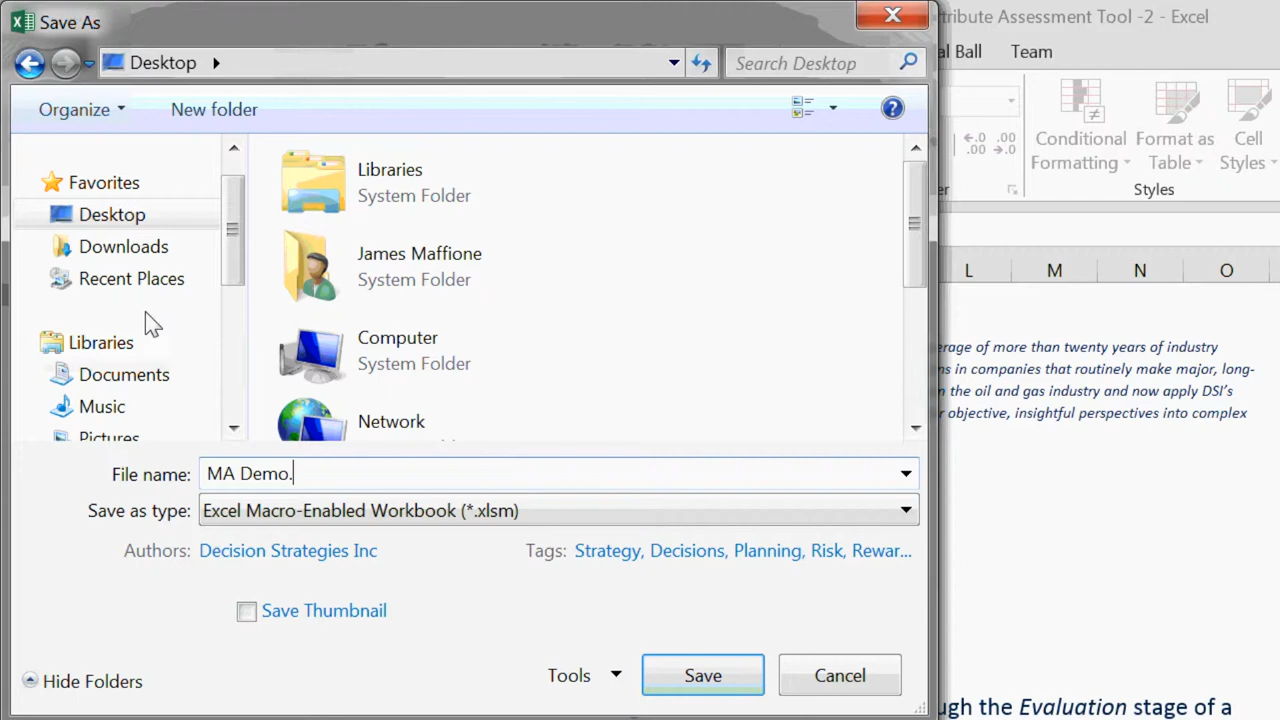 Save As
tribute Assessment Tool -2 - Excel
Desktop
Search Desktop
al Ball
Team
Organize
New folder
Conditional Formatting
Format as Table
Cell Styles
Styles
Favorites
Desktop
Downloads
Recent Places
Libraries
Documents
Music
Pictures
Libraries
System Folder
James Maffione
System Folder
Computer
System Folder
Network
L M N O
erage of more than twenty years of industry
ns in companies that routinely make major, long-
n the oil and gas industry and now apply DSI's
r objective, insightful perspectives into complex
File name: MA Demo.
Save as type: Excel Macro-Enabled Workbook (*.xlsm)
Authors: Decision Strategies Inc
Tags: Strategy, Decisions, Planning, Risk, Rewar...
Save Thumbnail
Hide Folders
Tools
Save
Cancel
ugh the Evaluation stage of a